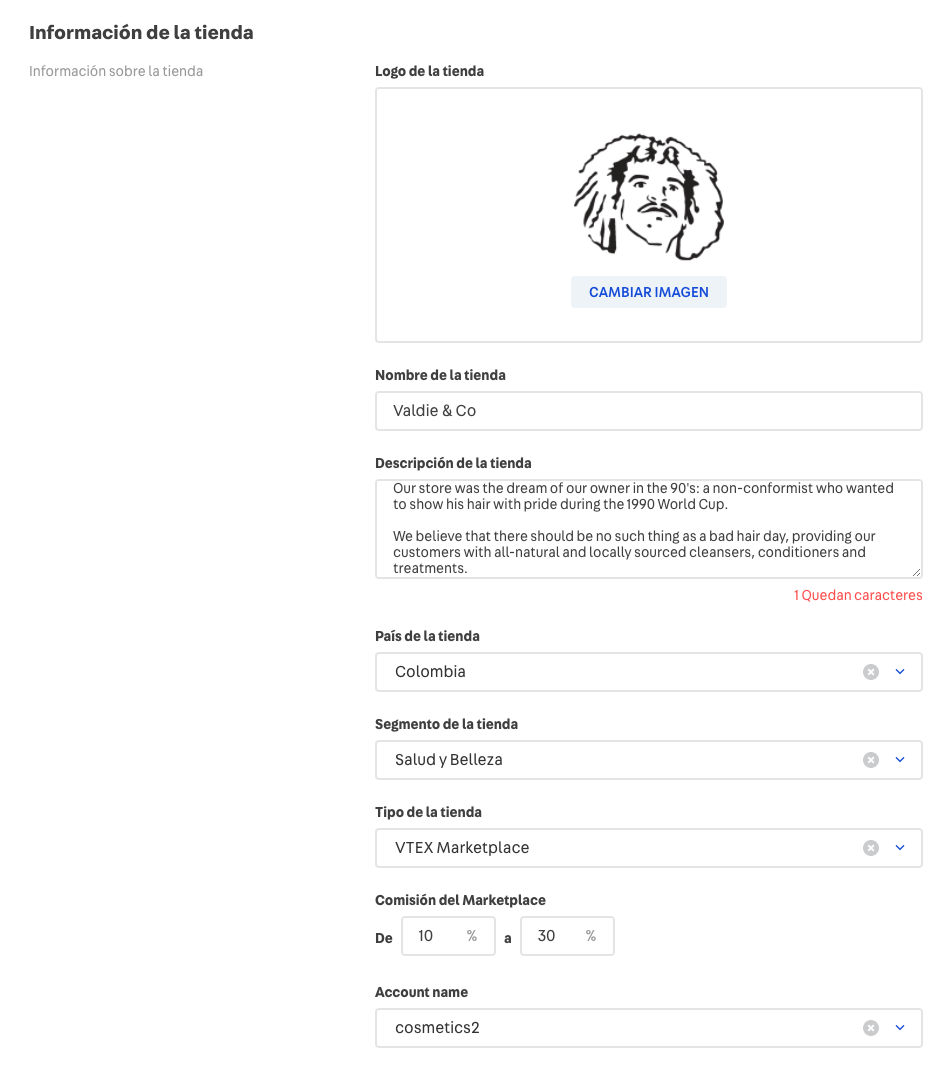 Información de la tienda
Información sobre la tienda
Logo de la tienda
CAMBIAR IMAGEN
Nombre de la tienda
Valdie & Co
Descripción de la tienda
Our store was the dream of our owner in the 90's: a non-conformist who wanted
to show his hair with pride during the 1990 World Cup.
We believe that there should be no such thing as a bad hair day, providing our
customers with all-natural and locally sourced cleansers, conditioners and
treatments.
1 Quedan caracteres
País de la tienda
Colombia
Segmento de la tienda
Salud y Belleza
Tipo de la tienda
VTEX Marketplace
Comisión del Marketplace
De 10 % a 30 %
Account name
cosmetics2